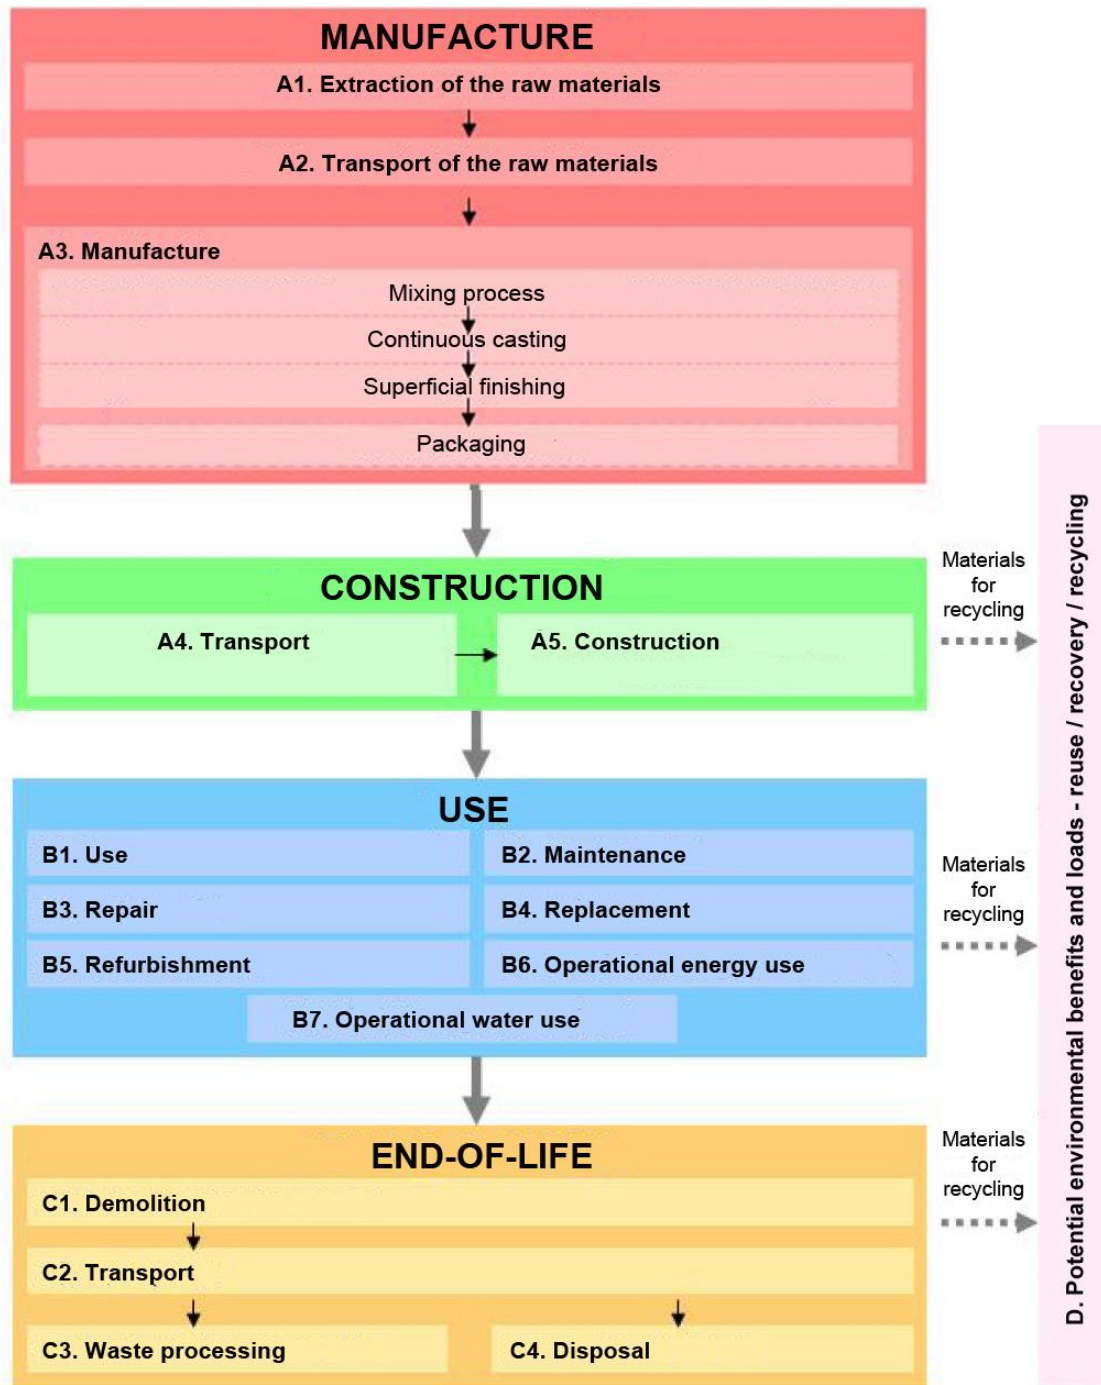 MANUFACTURE
A1. Extraction of the raw materials
A2. Transport of the raw materials
A3. Manufacture
Mixing process
Continuous casting
Superficial finishing
Packaging
CONSTRUCTION
A4. Transport
A5. Construction
Materials
for
recycling
USE
B1. Use
B2. Maintenance
B3. Repair
B4. Replacement
B5. Refurbishment
B6. Operational energy use
B7. Operational water use
Materials
for
recycling
END-OF-LIFE
C1. Demolition
C2. Transport
C3. Waste processing
C4. Disposal
Materials
for
recycling
D. Potential environmental benefits and loads - reuse / recovery / recycling